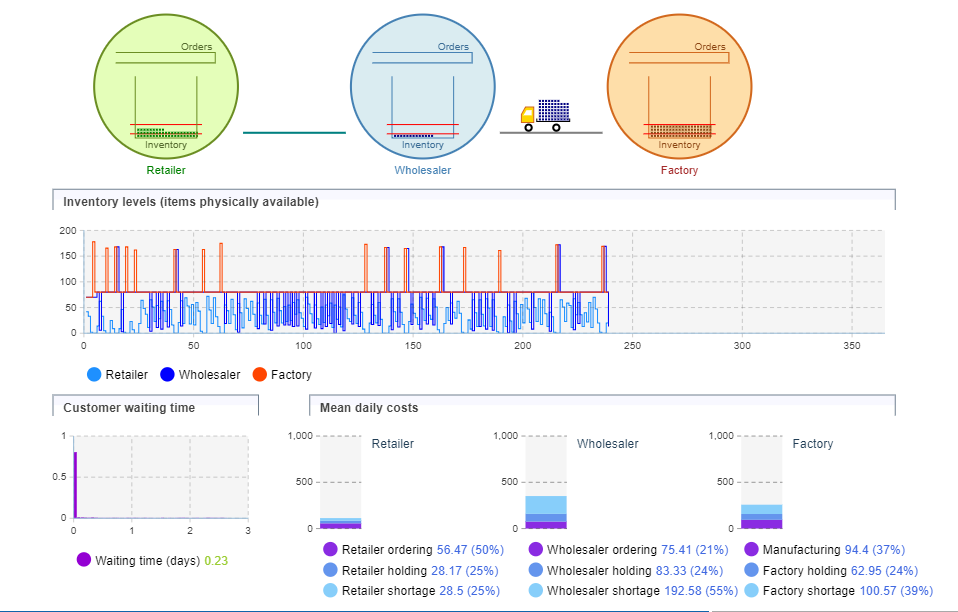 Orders Orders Orders
Inventory Inventory Inventory
Retailer Wholesaler Factory
Inventory levels (items physically available)
200
150
100
50
0
0 50 100 150 200 250 300 350
Retailer Wholesaler Factory
Customer waiting time
1
0.5
0
0 1 2 3
Waiting time (days) 0.23
Mean daily costs
1,000 Retailer 1,000 Wholesaler 1,000 Factory
500 500 500
0 0 0
Retailer ordering 56.47 (50%) Wholesaler ordering 75.41 (21%) Manufacturing 94.4 (37%)
Retailer holding 28.17 (25%) Wholesaler holding 83.33 (24%) Factory holding 62.95 (24%)
Retailer shortage 28.5 (25%) Wholesaler shortage 192.58 (55%) Factory shortage 100.57 (39%)